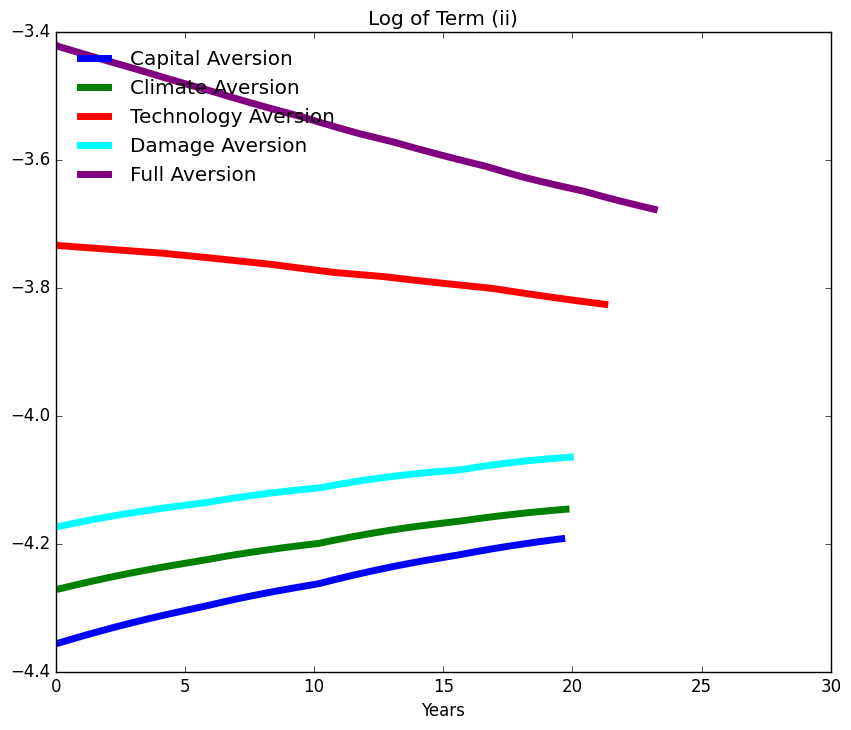 Log of Term (ii)
−3.4
−3.6
−3.8
−4.0
−4.2
−4.4
Capital Aversion
Climate Aversion
Technology Aversion
Damage Aversion
Full Aversion
0 5 10 15 20 25 30
Years